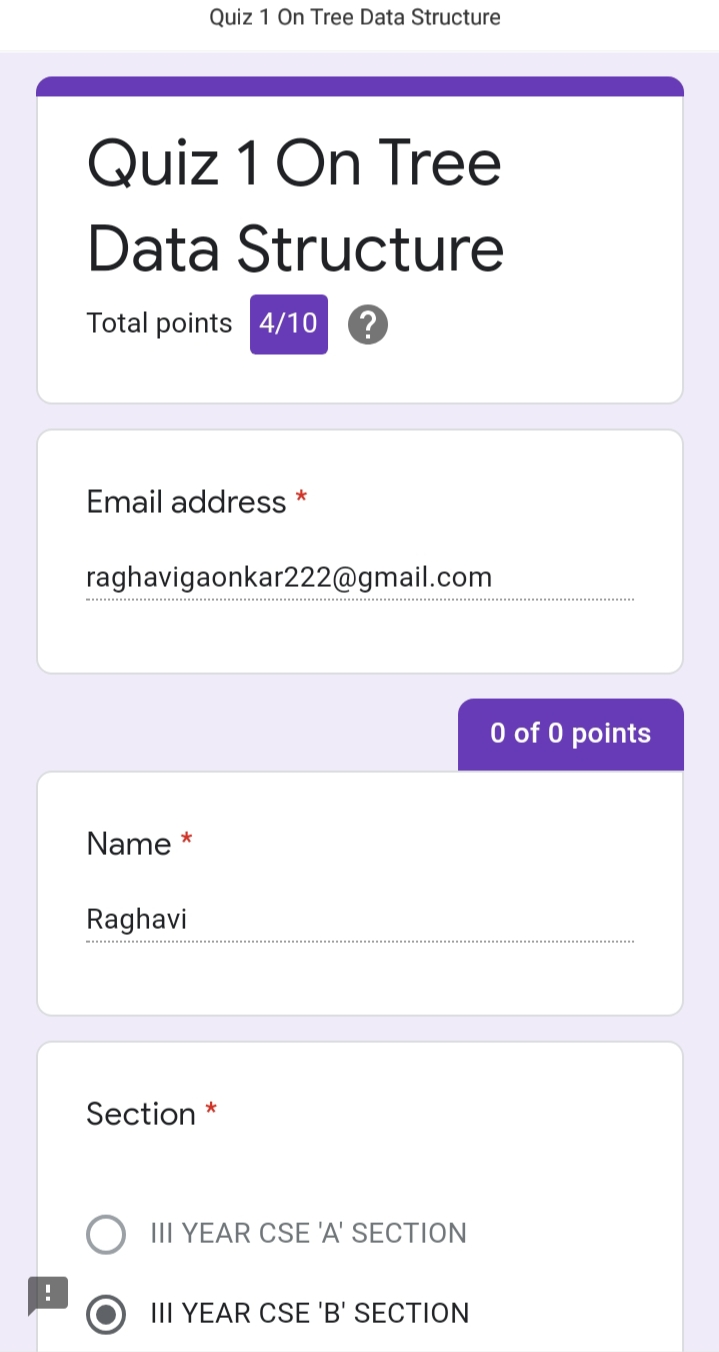 Quiz 1 On Tree Data Structure
Quiz 1 On Tree
Data Structure
Total points 4/10 ?
Email address *
raghavigaonkar222@gmail.com
0 of 0 points
Name *
Raghavi
Section *
III YEAR CSE 'A' SECTION
!
III YEAR CSE 'B' SECTION